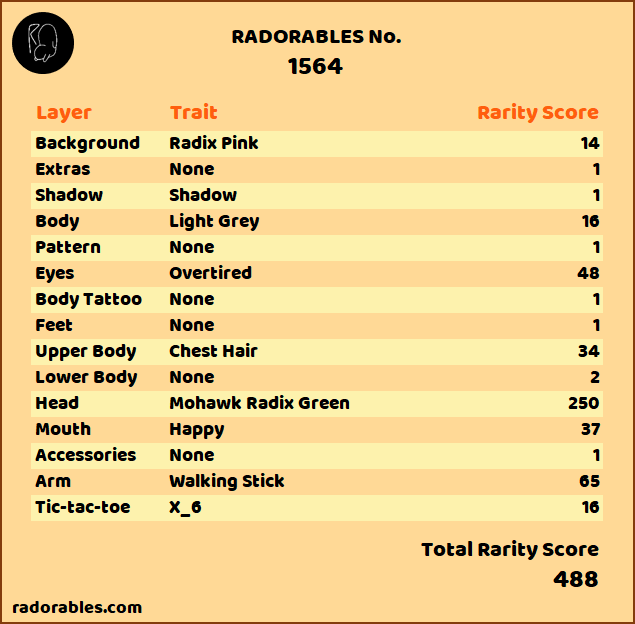 RADORABLES No.
1564
Layer Trait Rarity Score
Background Radix Pink 14
Extras None 1
Shadow Shadow 1
Body Light Grey 16
Pattern None 1
Eyes Overtired 48
Body Tattoo None 1
Feet None 1
Upper Body Chest Hair 34
Lower Body None 2
Head Mohawk Radix Green 250
Mouth Happy 37
Accessories None 1
Arm Walking Stick 65
Tic-tac-toe X_6 16
Total Rarity Score
488
radorables.com